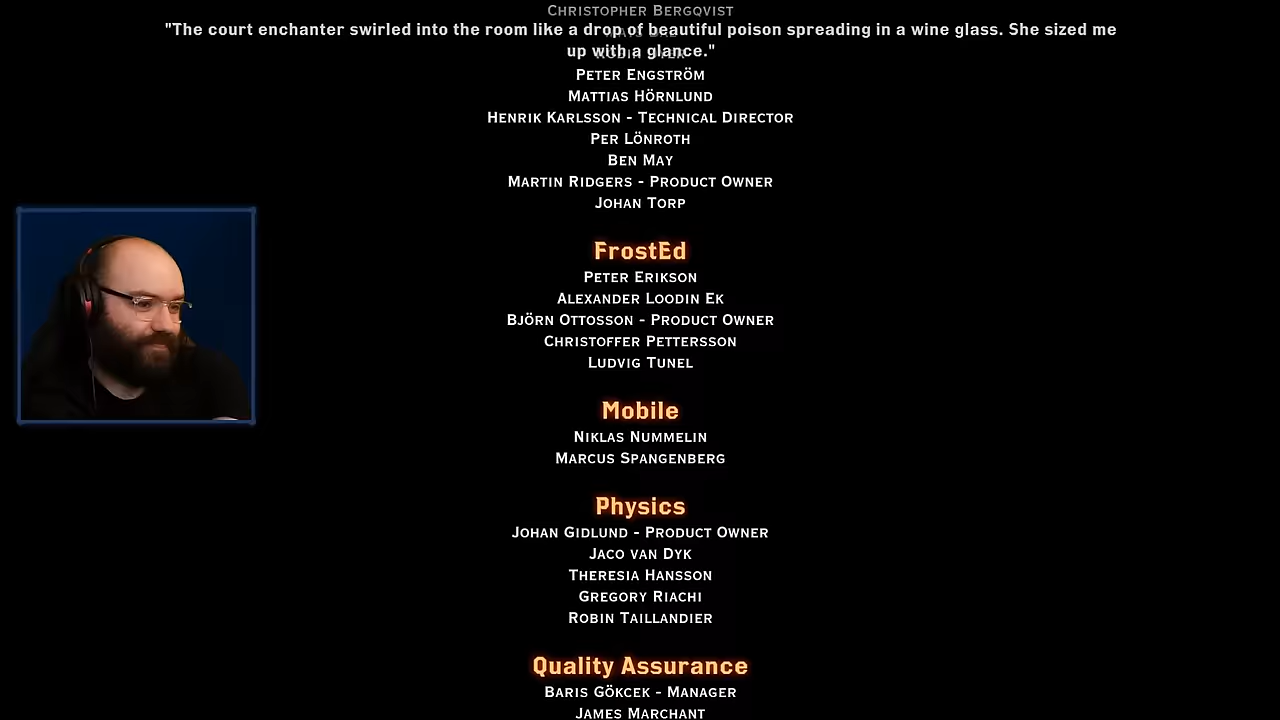 Christopher Bergqvist
"The court enchanter swirled into the room like a drop of beautiful poison spreading in a wine glass. She sized me
up with a glance."
Peter Engström
Mattias Hörnlund
Henrik Karlsson - Technical Director
Per Lönroth
Ben May
Martin Ridgers - Product Owner
Johan Torp
FrostEd
Peter Erikson
Alexander Loodin Ek
Björn Ottosson - Product Owner
Christoffer Pettersson
Ludvig Tunel
Mobile
Niklas Nummelin
Marcus Spangenberg
Physics
Johan Gidlund - Product Owner
Jaco van Dyk
Theresia Hansson
Gregory Riachi
Robin Taillandier
Quality Assurance
Baris Gökcek - Manager
James Marchant